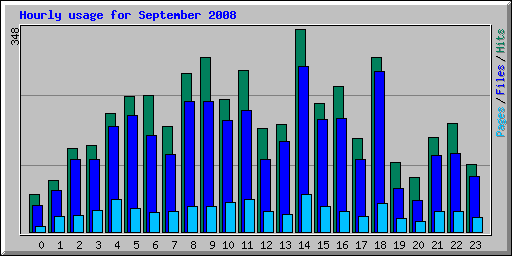 Hourly usage for September 2008
348
Pages / Files / Hits
0 1 2 3 4 5 6 7 8 9 10 11 12 13 14 15 16 17 18 19 20 21 22 23